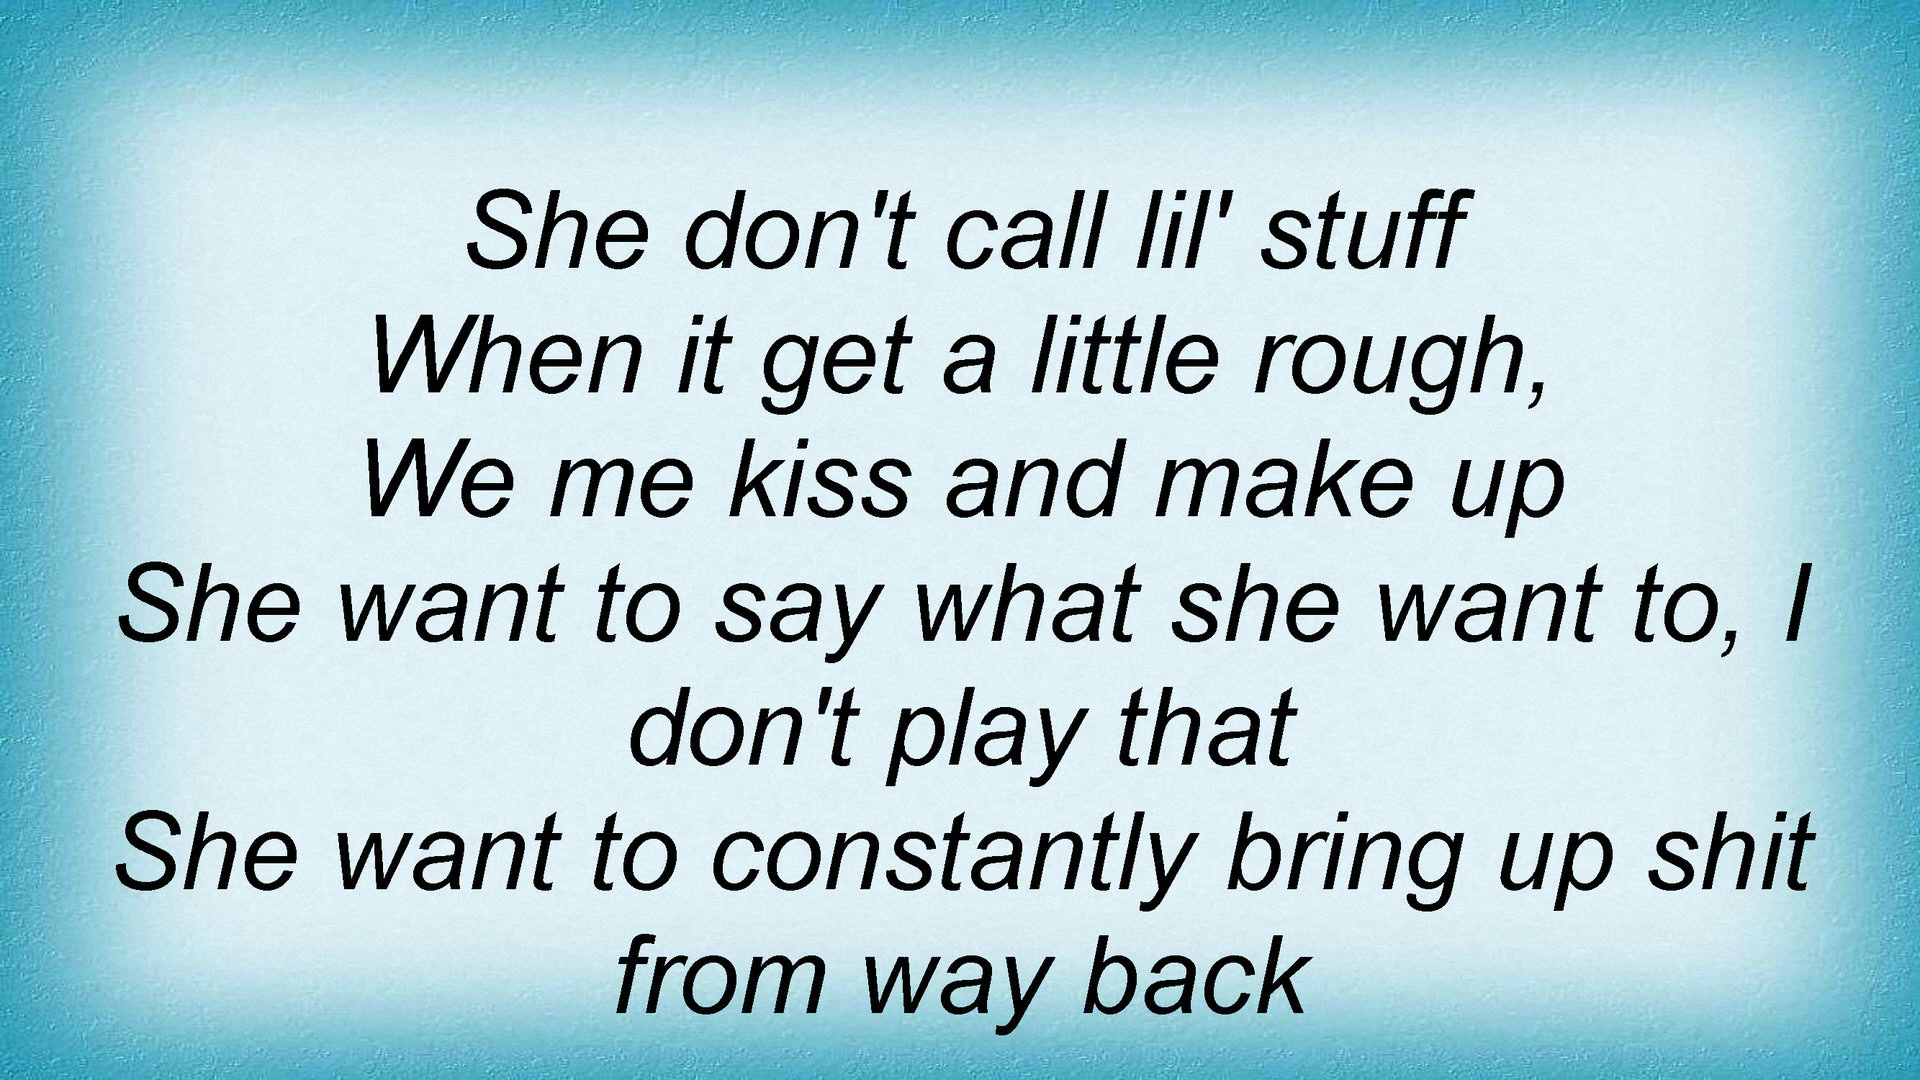 She don't call lil' stuff
When it get a little rough,
We me kiss and make up
She want to say what she want to, I
don't play that
She want to constantly bring up shit
from way back